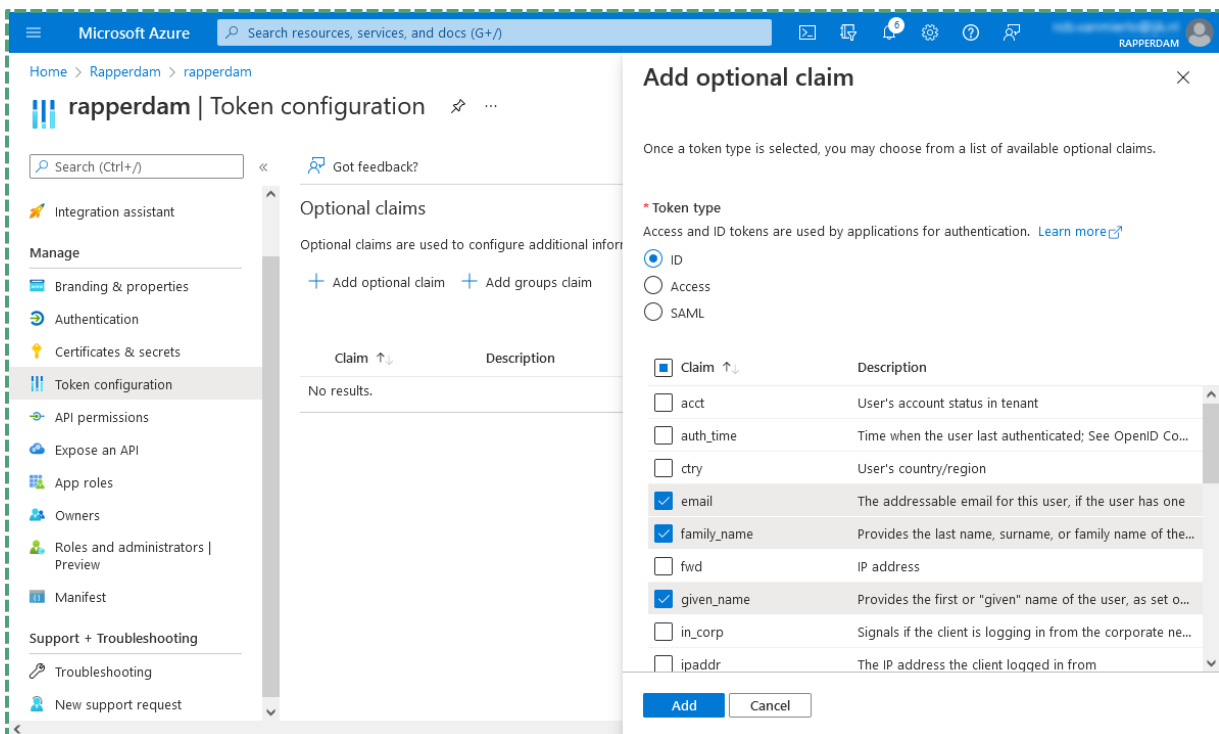 Microsoft Azure
Search resources, services, and docs (G+/)
6
RAPPERDAM
Home > Rapperdam > rapperdam
rapperdam | Token configuration
Search (Ctrl+/)
«
Integration assistant
Manage
Branding & properties
Authentication
Certificates & secrets
Token configuration
API permissions
Expose an API
App roles
Owners
Roles and administrators |
Preview
Manifest
Support + Troubleshooting
Troubleshooting
New support request
Got feedback?
Optional claims
Optional claims are used to configure additional infor
Add optional claim
Add groups claim
Claim ↑↓ Description
No results.
Add optional claim
Once a token type is selected, you may choose from a list of available optional claims.
* Token type
Access and ID tokens are used by applications for authentication. Learn more
ID
Access
SAML
Claim ↑↓ Description
acct User's account status in tenant
auth_time Time when the user last authenticated; See OpenID Co...
ctry User's country/region
email The addressable email for this user, if the user has one
family_name Provides the last name, surname, or family name of the...
fwd IP address
given_name Provides the first or "given" name of the user, as set o...
in_corp Signals if the client is logging in from the corporate ne...
ipaddr The IP address the client logged in from
Add Cancel